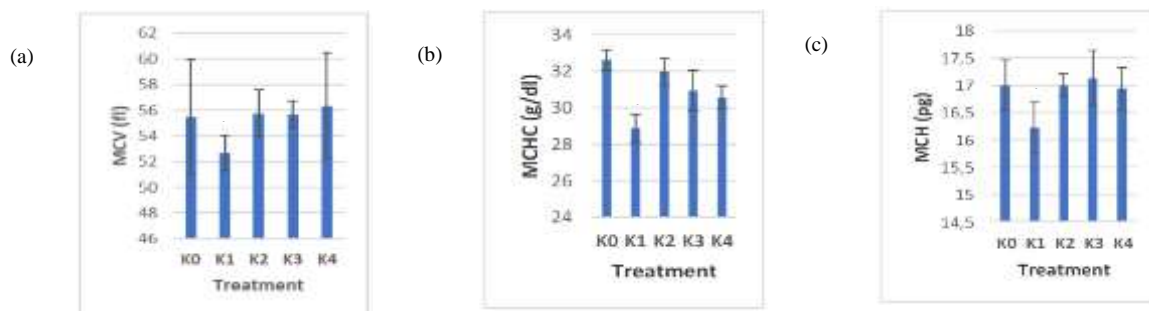 (a)
MCV (fl)
62
60
58
56
54
52
50
48
46
K0 K1 K2 K3 K4
Treatment
(b)
MCHC (g/dl)
34
32
30
28
26
24
K0 K1 K2 K3 K4
Treatment
(c)
MCH (pg)
18
17,5
17
16,5
16
15,5
15
14,5
K0 K1 K2 K3 K4
Treatment